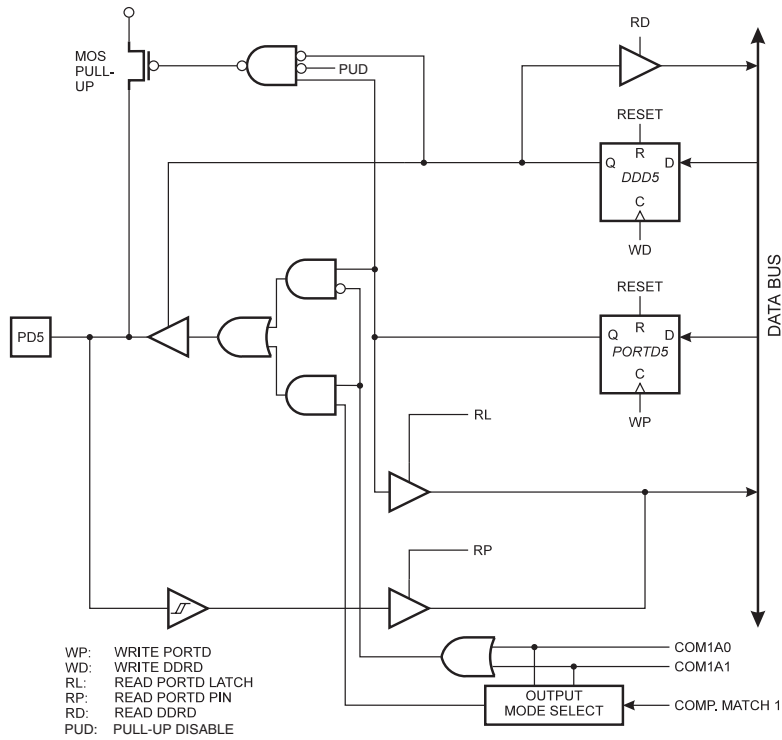 RD
MOS
PULL-
UP
PUD
RESET
R
Q
D
DDD5
C
WD
RESET
R
Q
D
PORTD5
C
WP
PD5
DATA BUS
RL
RP
WP: WRITE PORTD
WD: WRITE DDRD
RL: READ PORTD LATCH
RP: READ PORTD PIN
RD: READ DDRD
PUD: PULL-UP DISABLE
COM1A0
COM1A1
OUTPUT
MODE SELECT
COMP. MATCH 1